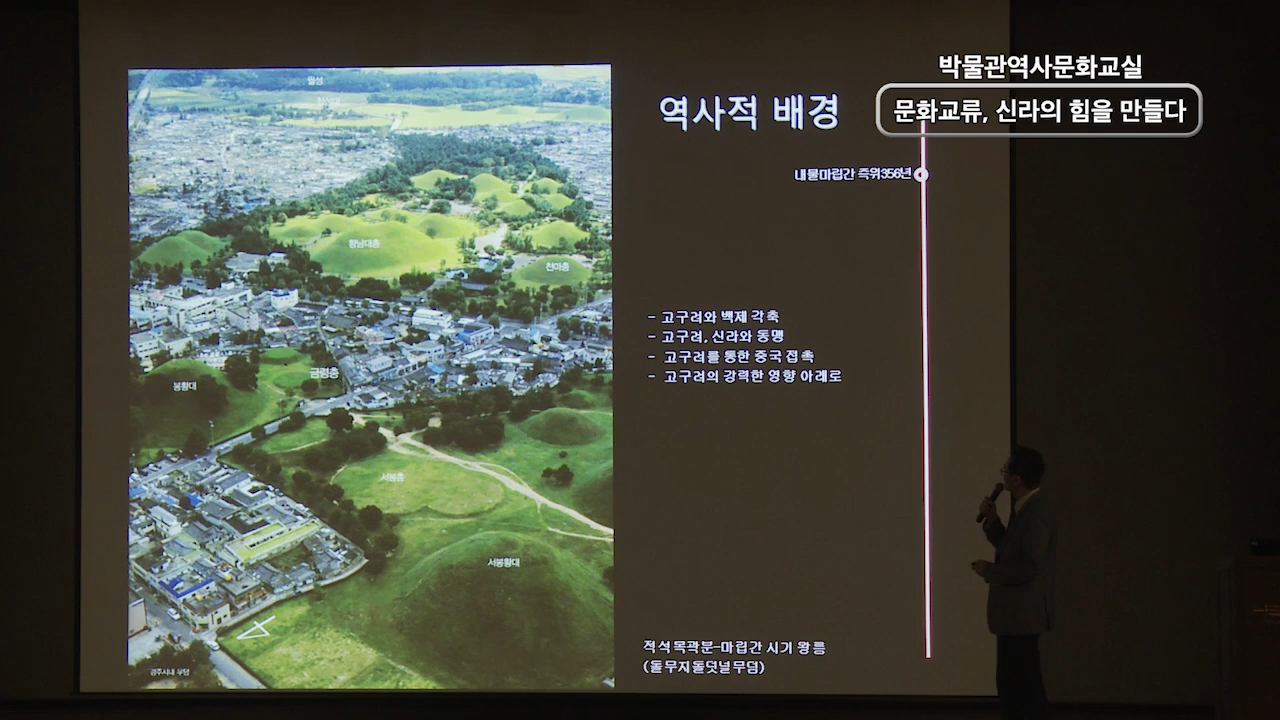 박물관역사문화교실
문화교류, 신라의 힘을 만들다
역사적 배경
내물마립간 즉위356년
- 고구려와 백제 각축
- 고구려, 신라와 동맹
- 고구려를 통한 중국 접촉
- 고구려의 강력한 영향 아래로
적석목곽분-마립간 시기 왕릉
(돌무지덧널무덤)
월성
황남대총
천마총
봉황대
금령총
서봉총
서봉황대
경주시내 무덤